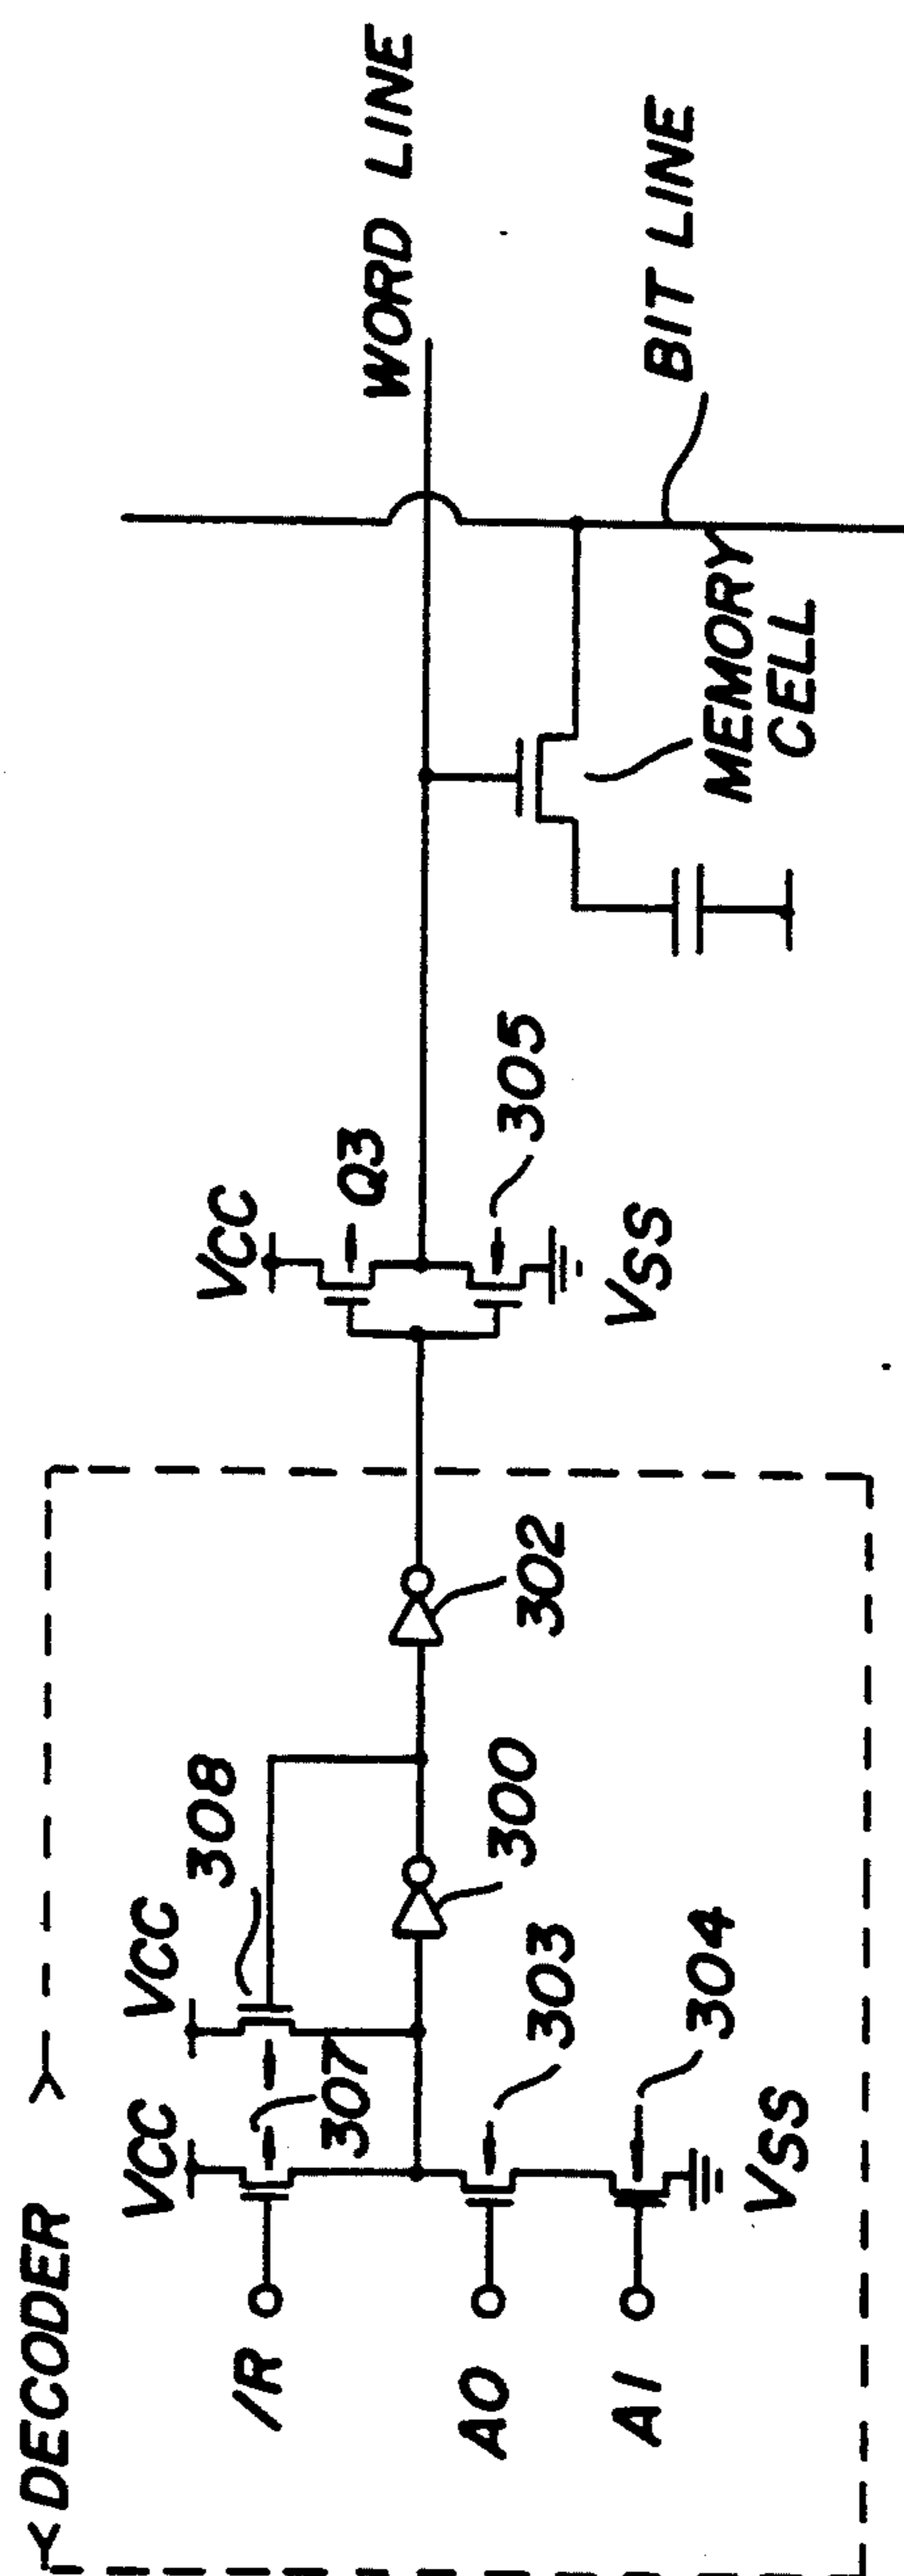 < DECODER >
VCC
VCC
308
/R
307
300
302
A0
303
A1
304
VSS
VCC
Q3
305
VSS
WORD LINE
BIT LINE
MEMORY
CELL